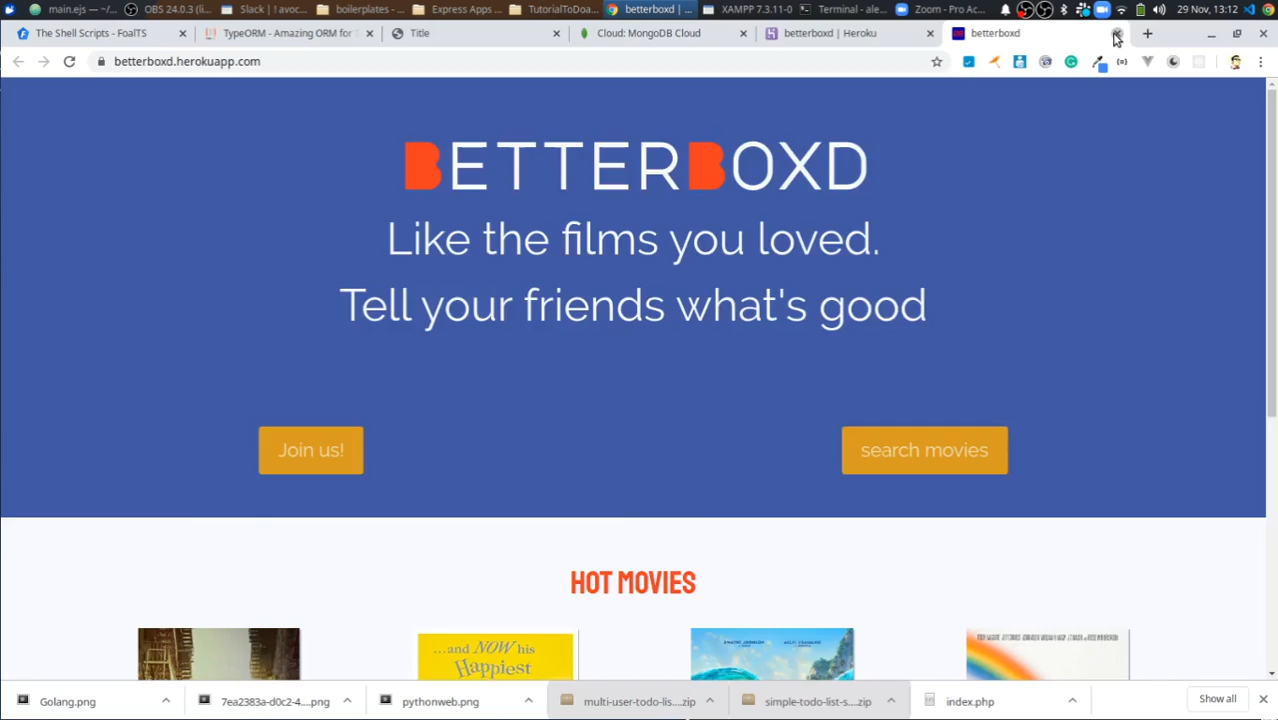 main.ejs — ...
OBS 24.0.3 (li...
Slack | ! avoc...
boilerplates - ...
Express Apps ...
TutorialToDoa...
betterboxd | ...
XAMPP 7.3.11-0
Terminal - ale...
Zoom - Pro Ac...
29 Nov, 13:12
The Shell Scripts - FoalTS
TypeORM - Amazing ORM for T
Title
Cloud: MongoDB Cloud
betterboxd | Heroku
betterboxd
betterboxd.herokuapp.com
BETTERBOXD
Like the films you loved.
Tell your friends what's good
Join us!
search movies
HOT MOVIES
...and NOW his
Happiest
DWAYNE JOHNSON
AULI'I CRAVALHO
Golang.png
7ea2383a-d0c2-4....png
pythonweb.png
multi-user-todo-lis....zip
simple-todo-list-s....zip
index.php
Show all